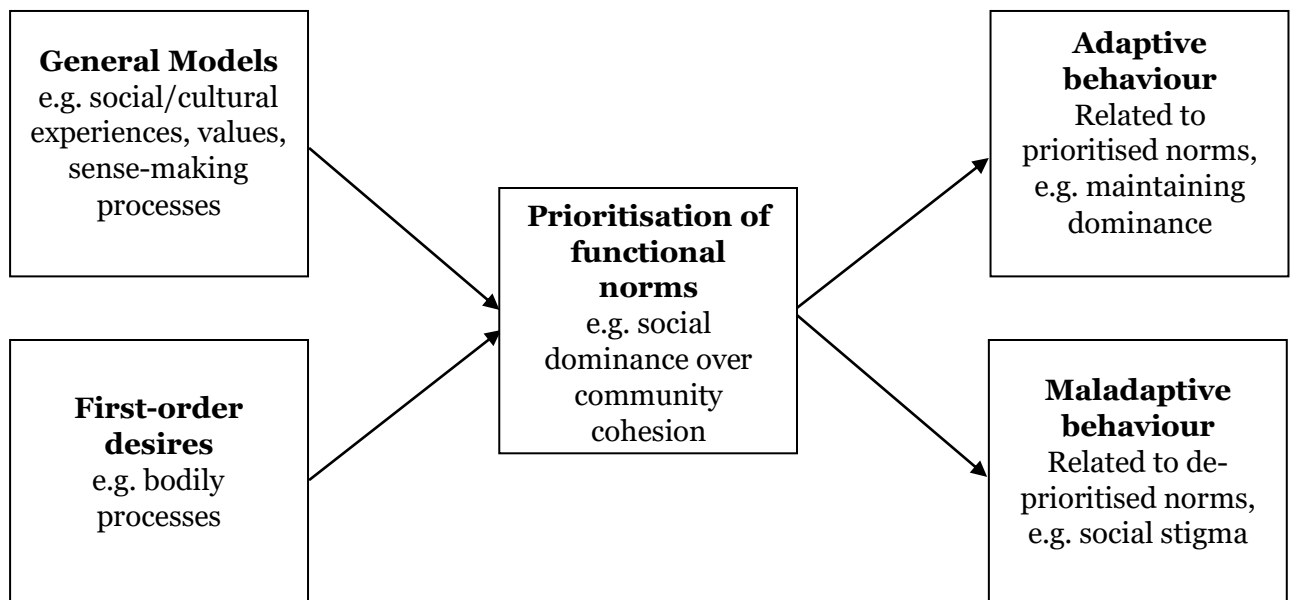 General Models
e.g. social/cultural
experiences, values,
sense-making
processes
First-order
desires
e.g. bodily
processes
Prioritisation of
functional
norms
e.g. social
dominance over
community
cohesion
Adaptive
behaviour
Related to
prioritised norms,
e.g. maintaining
dominance
Maladaptive
behaviour
Related to de-
prioritised norms,
e.g. social stigma